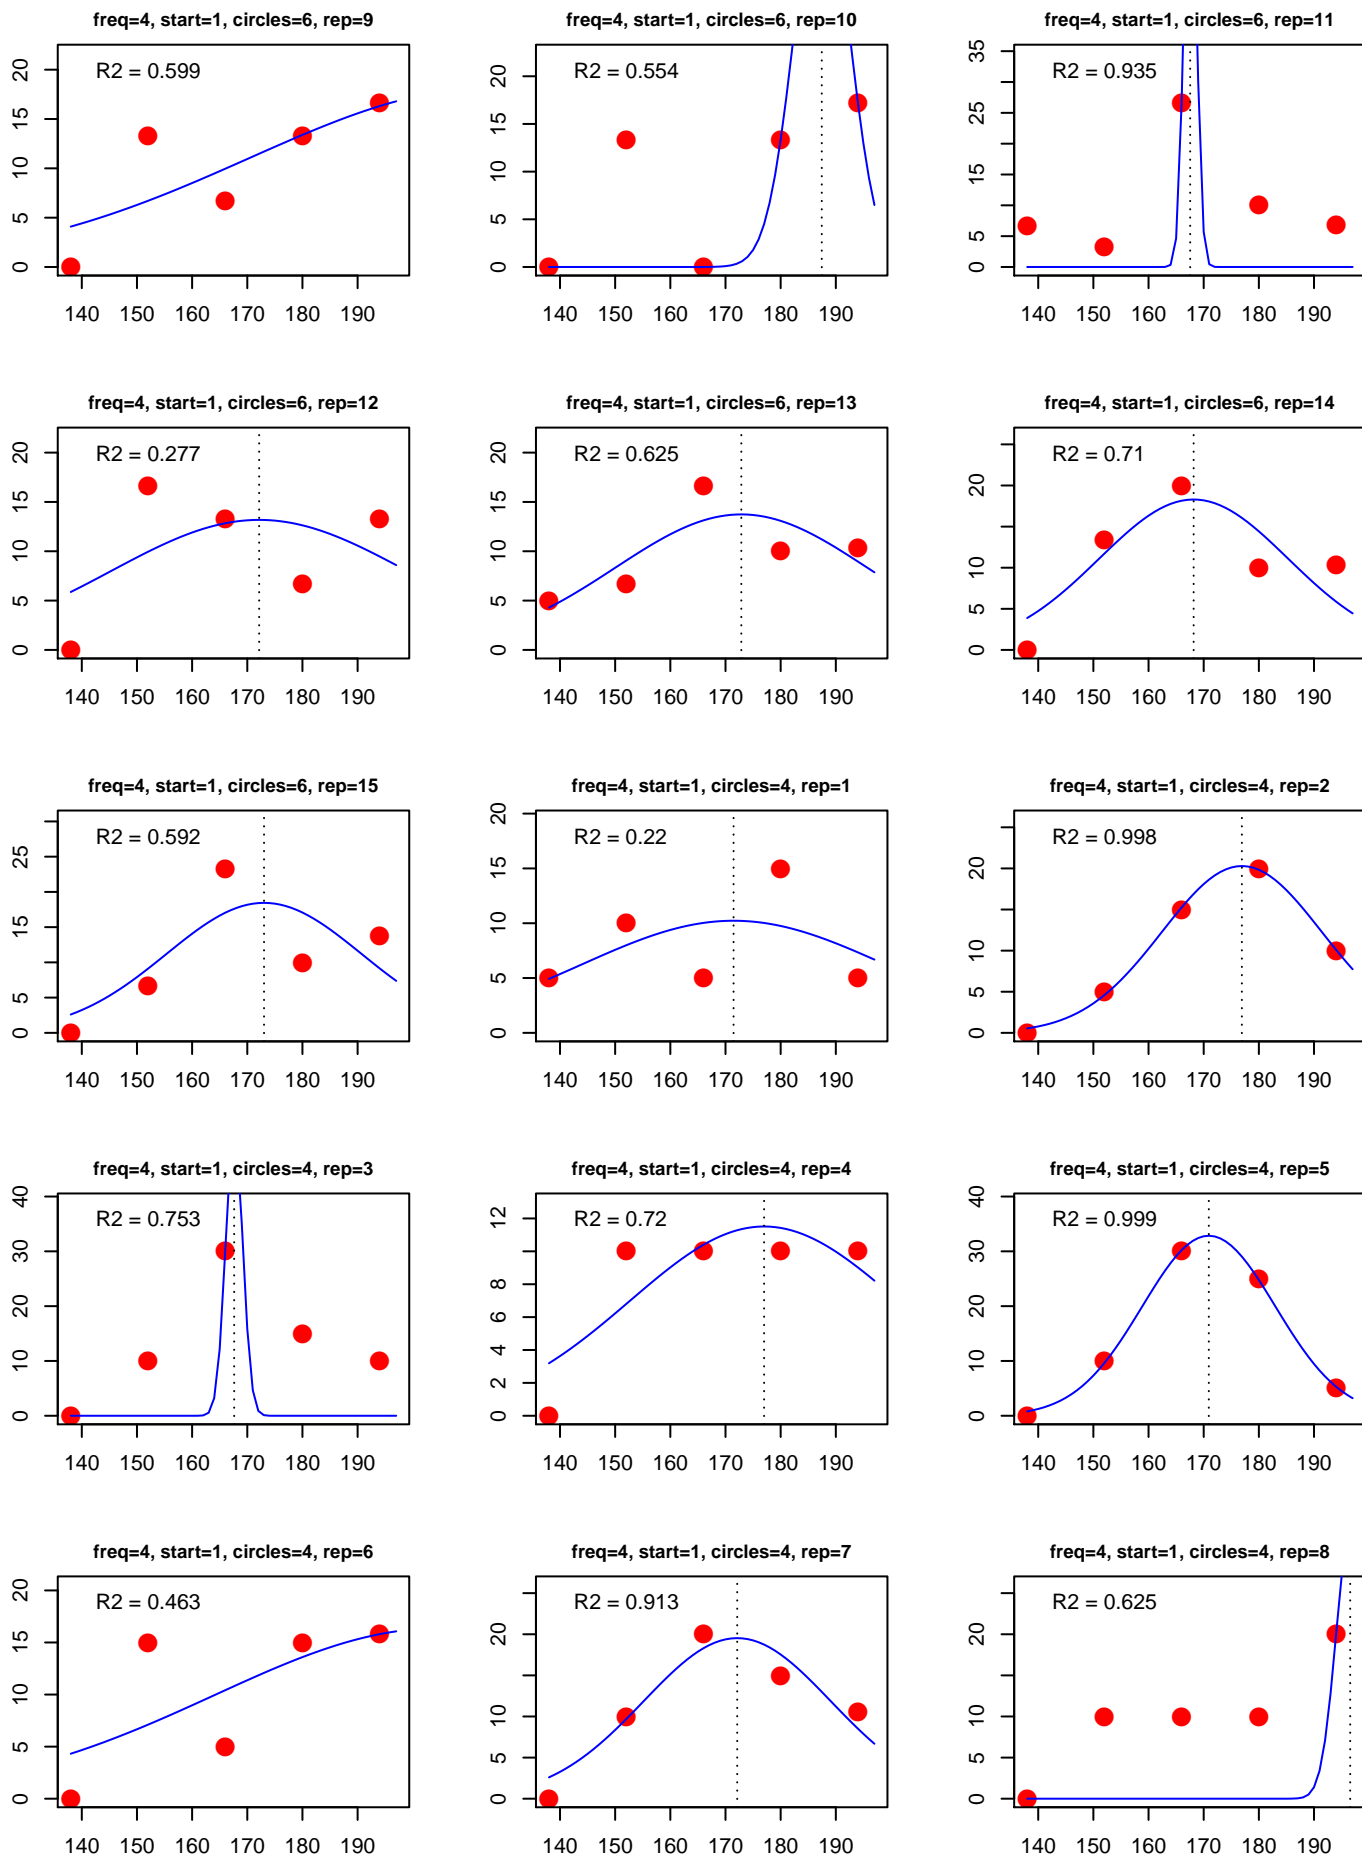 freq=4, start=1, circles=6, rep=9
R2 = 0.599
0 5 10 15 20
140 150 160 170 180 190
freq=4, start=1, circles=6, rep=10
R2 = 0.554
0 5 10 15 20
140 150 160 170 180 190
freq=4, start=1, circles=6, rep=11
R2 = 0.935
0 5 15 25 35
140 150 160 170 180 190
freq=4, start=1, circles=6, rep=12
R2 = 0.277
0 5 10 15 20
140 150 160 170 180 190
freq=4, start=1, circles=6, rep=13
R2 = 0.625
0 5 10 15 20
140 150 160 170 180 190
freq=4, start=1, circles=6, rep=14
R2 = 0.71
0 5 10 20
140 150 160 170 180 190
freq=4, start=1, circles=6, rep=15
R2 = 0.592
0 5 15 25
140 150 160 170 180 190
freq=4, start=1, circles=4, rep=1
R2 = 0.22
0 5 10 15 20
140 150 160 170 180 190
freq=4, start=1, circles=4, rep=2
R2 = 0.998
0 5 10 20
140 150 160 170 180 190
freq=4, start=1, circles=4, rep=3
R2 = 0.753
0 10 20 30 40
140 150 160 170 180 190
freq=4, start=1, circles=4, rep=4
R2 = 0.72
0 2 4 6 8 12
140 150 160 170 180 190
freq=4, start=1, circles=4, rep=5
R2 = 0.999
0 10 20 30 40
140 150 160 170 180 190
freq=4, start=1, circles=4, rep=6
R2 = 0.463
0 5 10 15 20
140 150 160 170 180 190
freq=4, start=1, circles=4, rep=7
R2 = 0.913
0 5 10 20
140 150 160 170 180 190
freq=4, start=1, circles=4, rep=8
R2 = 0.625
0 5 10 20
140 150 160 170 180 190